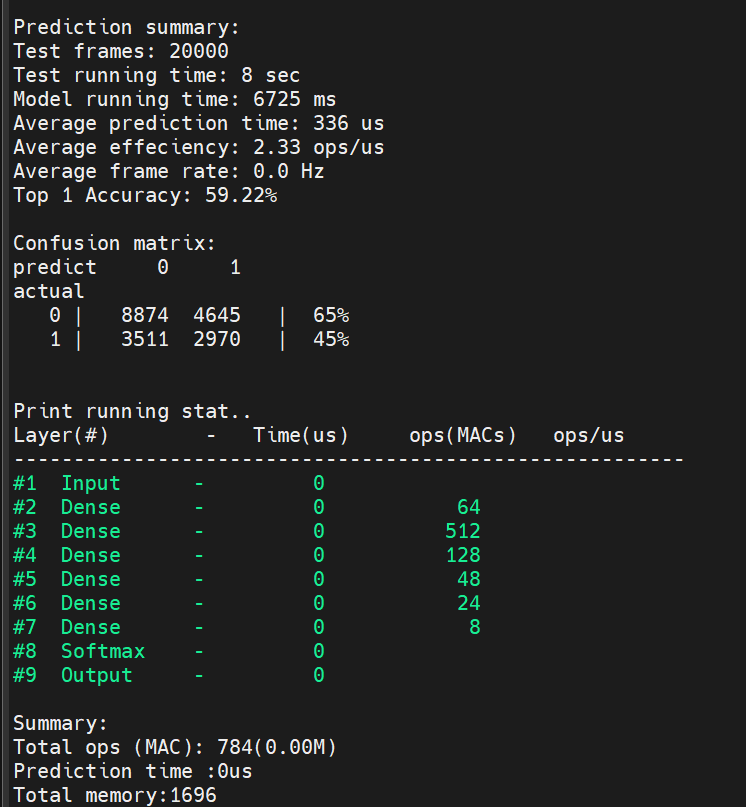 Prediction summary:
Test frames: 20000
Test running time: 8 sec
Model running time: 6725 ms
Average prediction time: 336 us
Average effeciency: 2.33 ops/us
Average frame rate: 0.0 Hz
Top 1 Accuracy: 59.22%
Confusion matrix:
predict     0     1
actual
   0 |   8874  4645   |  65%
   1 |   3511  2970   |  45%
Print running stat..
Layer(#)        -   Time(us)     ops(MACs)   ops/us
--------------------------------------------------------
#1  Input      -         0
#2  Dense      -         0           64
#3  Dense      -         0          512
#4  Dense      -         0          128
#5  Dense      -         0           48
#6  Dense      -         0           24
#7  Dense      -         0            8
#8  Softmax    -         0
#9  Output     -         0
Summary:
Total ops (MAC): 784(0.00M)
Prediction time :0us
Total memory:1696